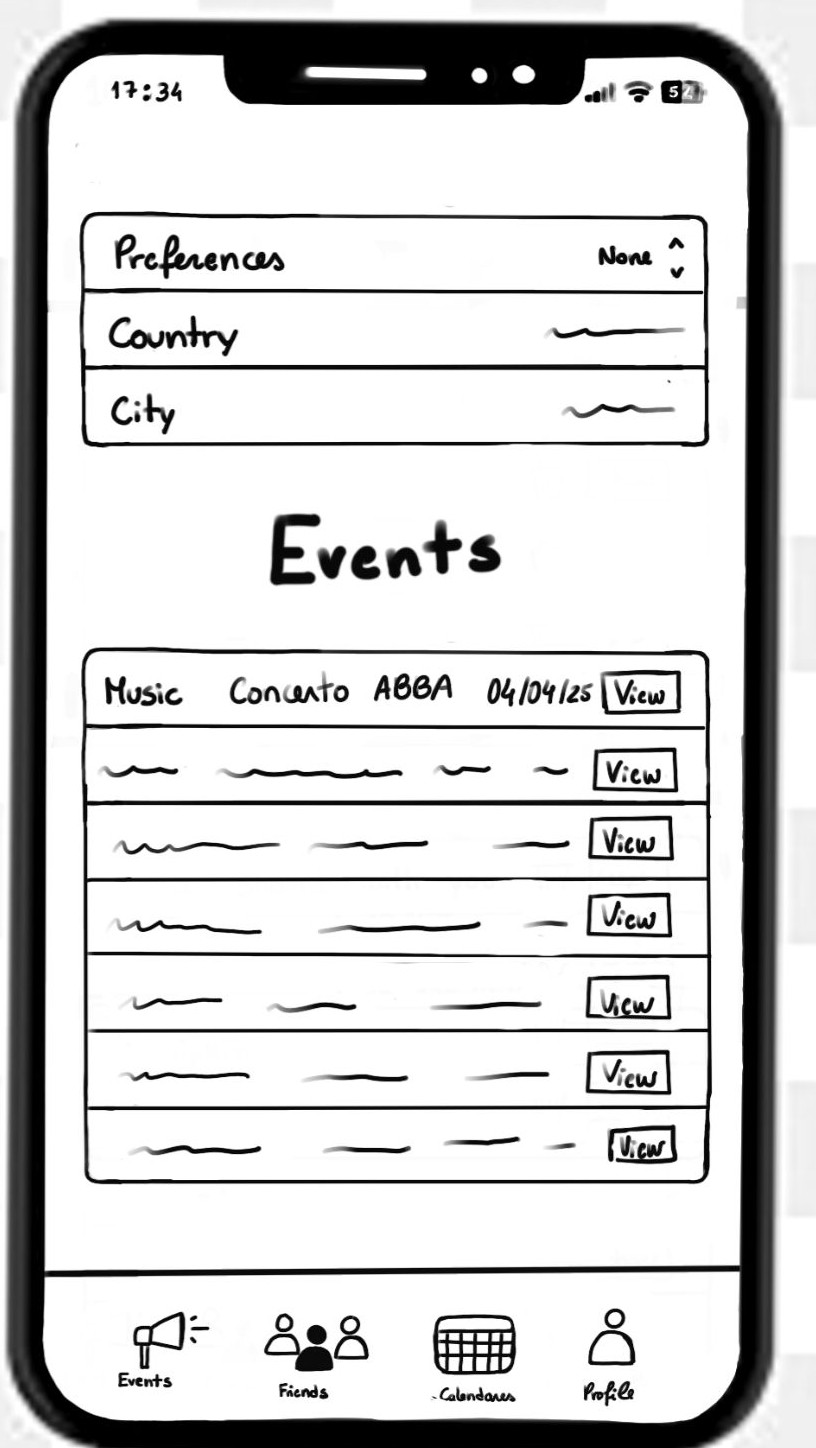 17:34 54
Preferences None
Country
City
Events
Music Concerto ABBA 04/04/25 View
View
View
View
View
View
View
Events Friends Calendares Profile